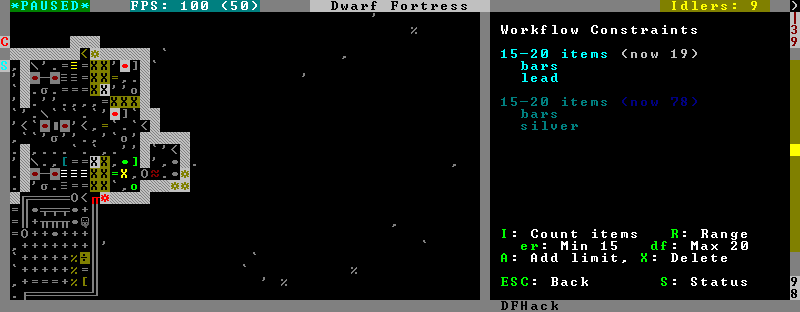 *PAUSED*
FPS: 100 (50)
Dwarf Fortress
Idlers: 9
Workflow Constraints
15-20 items (now 19)
bars
lead
15-20 items (now 78)
bars
silver
I: Count items R: Range
er: Min 15 df: Max 20
A: Add limit, X: Delete
ESC: Back S: Status
DFHack